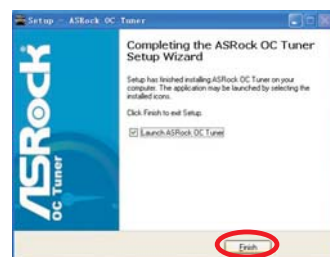 Setup - ASRock OC Tuner
ASRock
OC Tuner
Completing the ASRock OC Tuner
Setup Wizard
Setup has finished installing ASRock OC Tuner on your
computer. The application may be launched by selecting the
installed icons.
Click Finish to exit Setup.
Launch ASRock OC Tuner
Finish